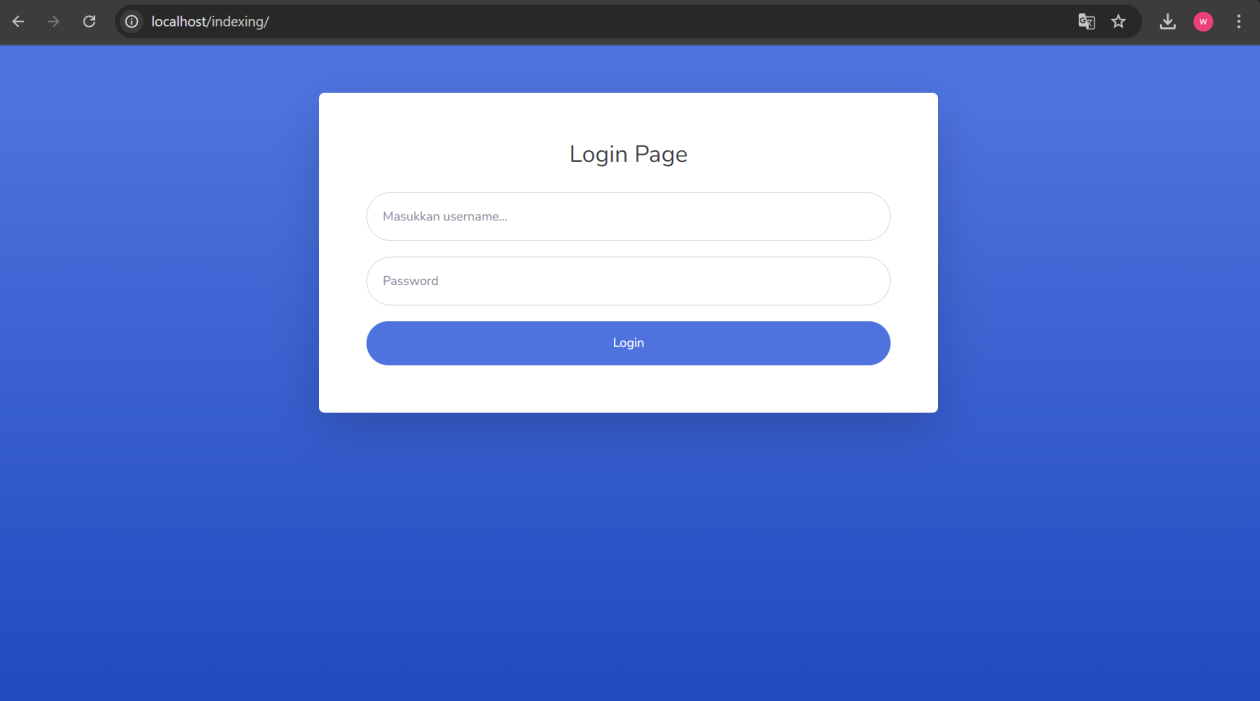 localhost/indexing/
W
Login Page
Masukkan username...
Password
Login